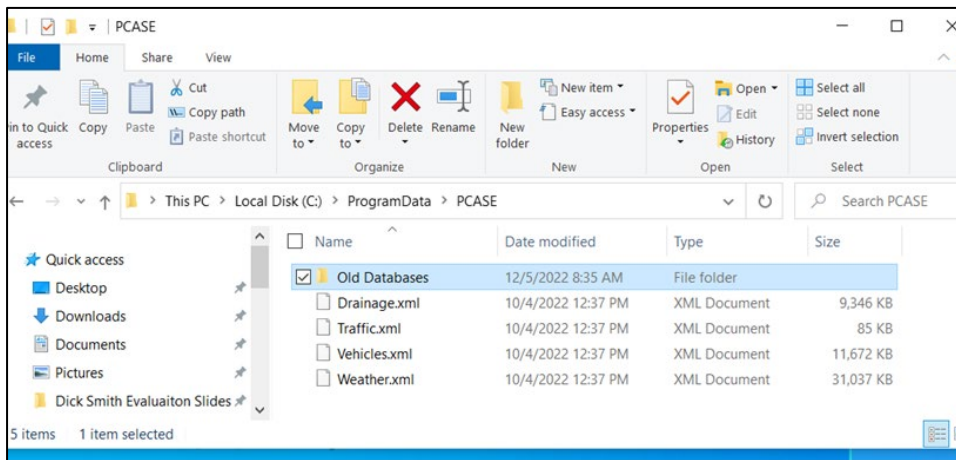 PCASE
File Home Share View
Pin to Quick access
Copy
Paste
Cut
Copy path
Paste shortcut
Clipboard
Move to
Copy to
Delete
Rename
Organize
New folder
New item
Easy access
New
Properties
Open
Edit
History
Open
Select all
Select none
Invert selection
Select
This PC > Local Disk (C:) > ProgramData > PCASE
Search PCASE
Quick access
Desktop
Downloads
Documents
Pictures
Dick Smith Evaluaiton Slides
Name Date modified Type Size
Old Databases 12/5/2022 8:35 AM File folder
Drainage.xml 10/4/2022 12:37 PM XML Document 9,346 KB
Traffic.xml 10/4/2022 12:37 PM XML Document 85 KB
Vehicles.xml 10/4/2022 12:37 PM XML Document 11,672 KB
Weather.xml 10/4/2022 12:37 PM XML Document 31,037 KB
5 items 1 item selected